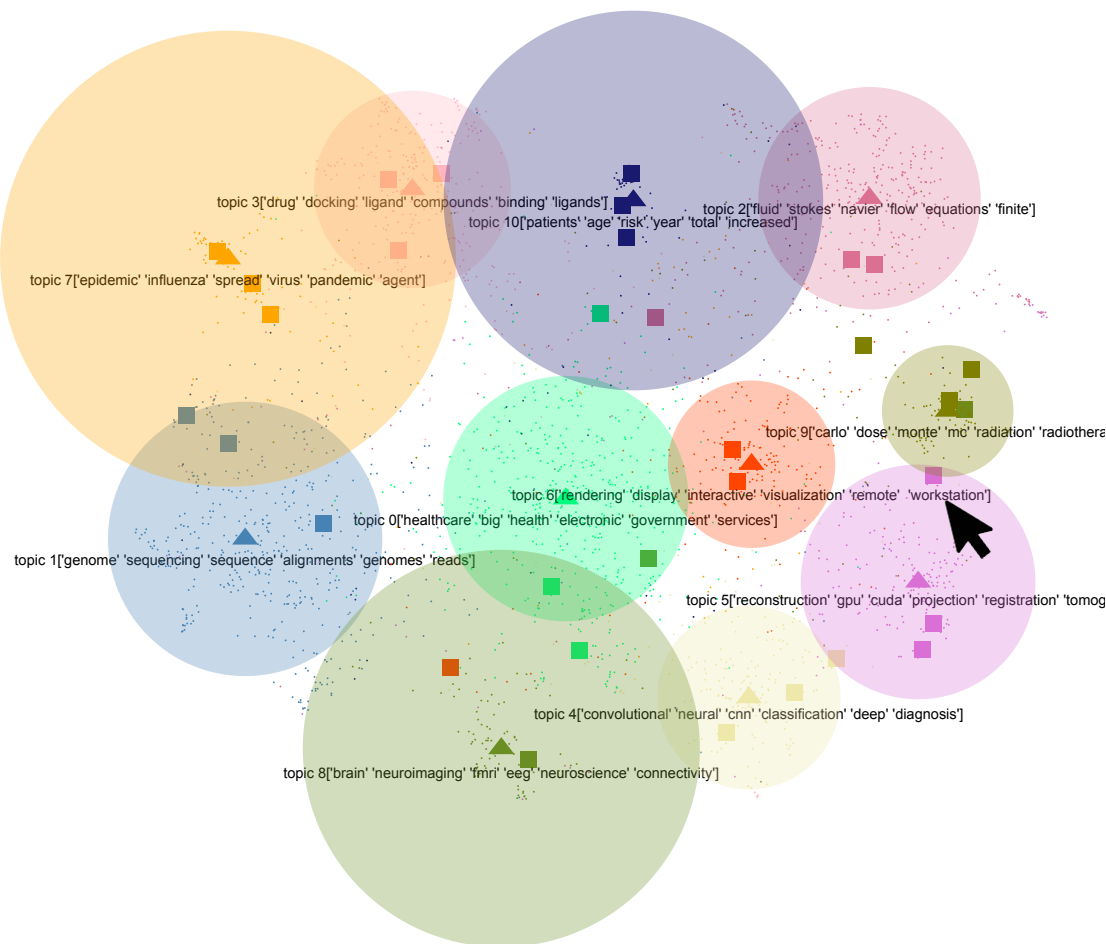 topic 3['drug' 'docking' 'ligand' 'compounds' 'binding' 'ligands']
topic 2['fluid' 'stokes' 'navier' 'flow' 'equations' 'finite']
topic 10['patients' 'age' 'risk' 'year' 'total' 'increased']
topic 7['epidemic' 'influenza' 'spread' 'virus' 'pandemic' 'agent']
topic 9['carlo' 'dose' 'monte' 'mc' 'radiation' 'radiothera
topic 6['rendering' 'display' 'interactive' 'visualization' 'remote' 'workstation']
topic 0['healthcare' 'big' 'health' 'electronic' 'government' 'services']
topic 1['genome' 'sequencing' 'sequence' 'alignments' 'genomes' 'reads']
topic 5['reconstruction' 'gpu' 'cuda' 'projection' 'registration' 'tomog
topic 4['convolutional' 'neural' 'cnn' 'classification' 'deep' 'diagnosis']
topic 8['brain' 'neuroimaging' 'fmri' 'eeg' 'neuroscience' 'connectivity']